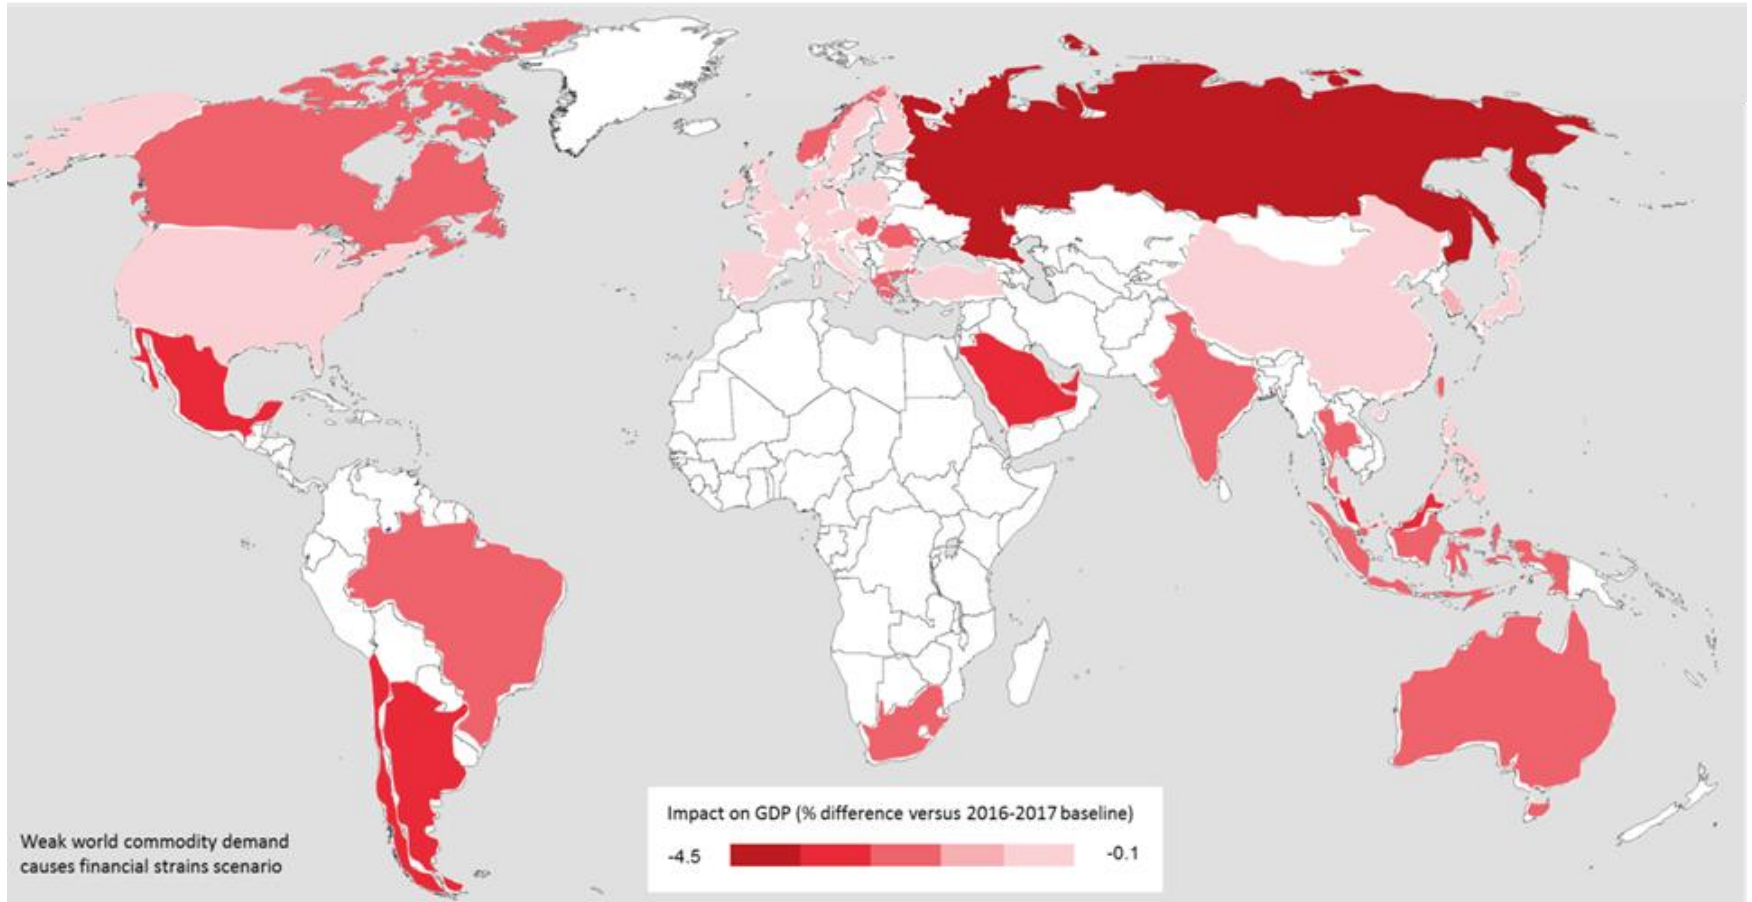 Impact on GDP (% difference versus 2016-2017 baseline)
-4.5
-0.1
Weak world commodity demand
causes financial strains scenario